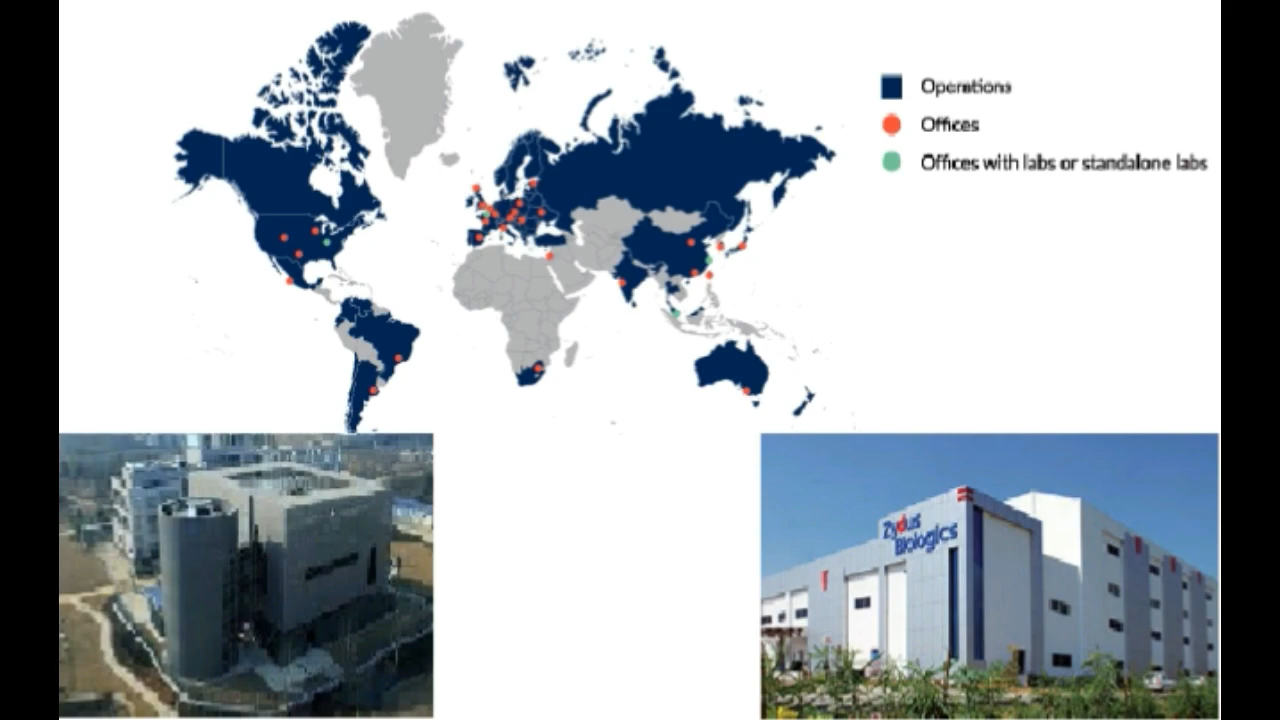 Operations
Offices
Offices with labs or standalone labs
Zydus
Biologics